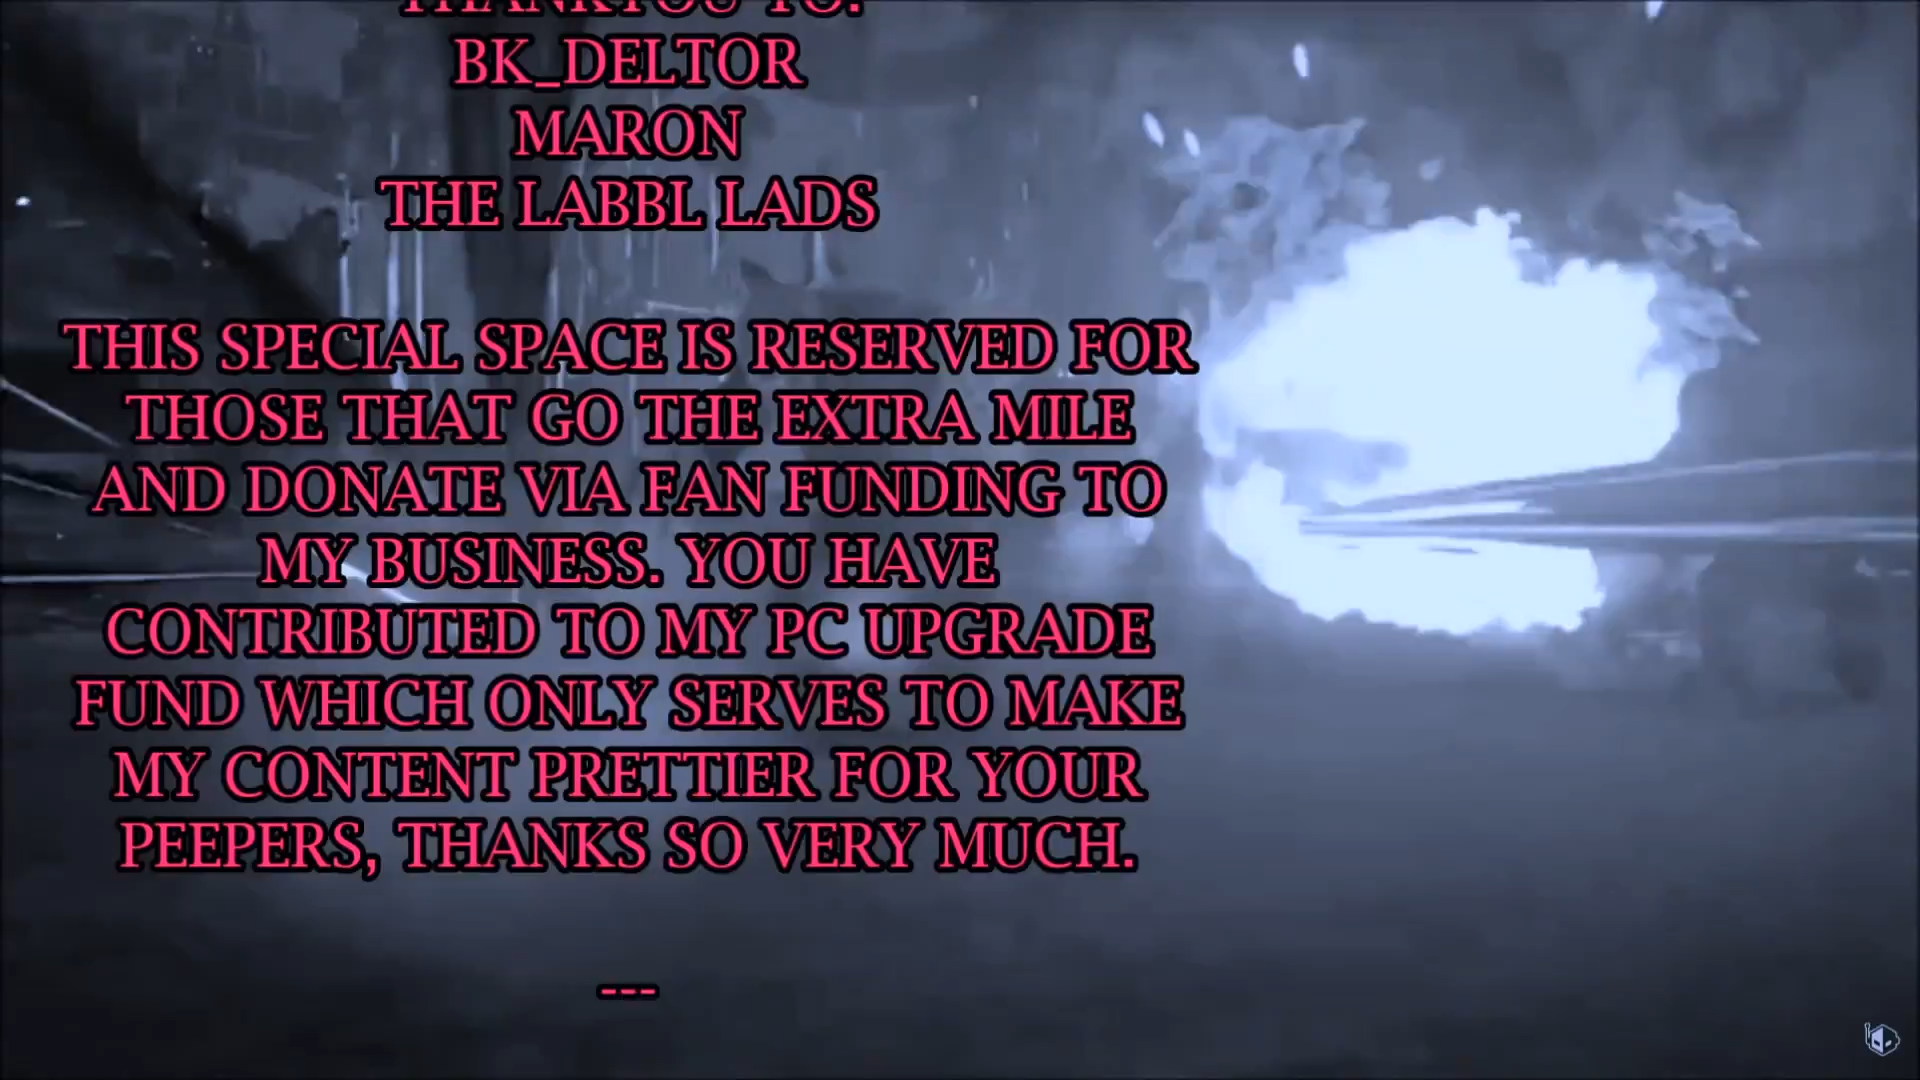 THANKYOU TO:
BK_DELTOR
MARON
THE LABBL LADS
THIS SPECIAL SPACE IS RESERVED FOR
THOSE THAT GO THE EXTRA MILE
AND DONATE VIA FAN FUNDING TO
MY BUSINESS. YOU HAVE
CONTRIBUTED TO MY PC UPGRADE
FUND WHICH ONLY SERVES TO MAKE
MY CONTENT PRETTIER FOR YOUR
PEEPERS, THANKS SO VERY MUCH.
---